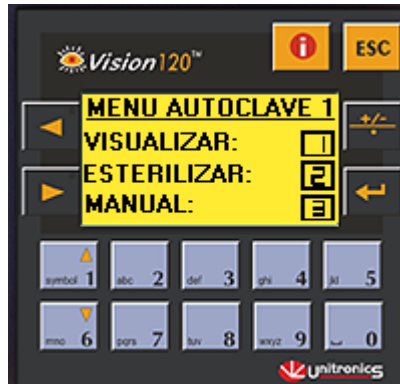 Vision120™
i
ESC
MENU AUTOCLAVE 1
+/-
VISUALIZAR: 1
ESTERILIZAR: 2
MANUAL: 3
symbol 1 abc 2 def 3 ghi 4 jkl 5
mno 6 pqrs 7 tuv 8 wxyz 9 0
unitronics